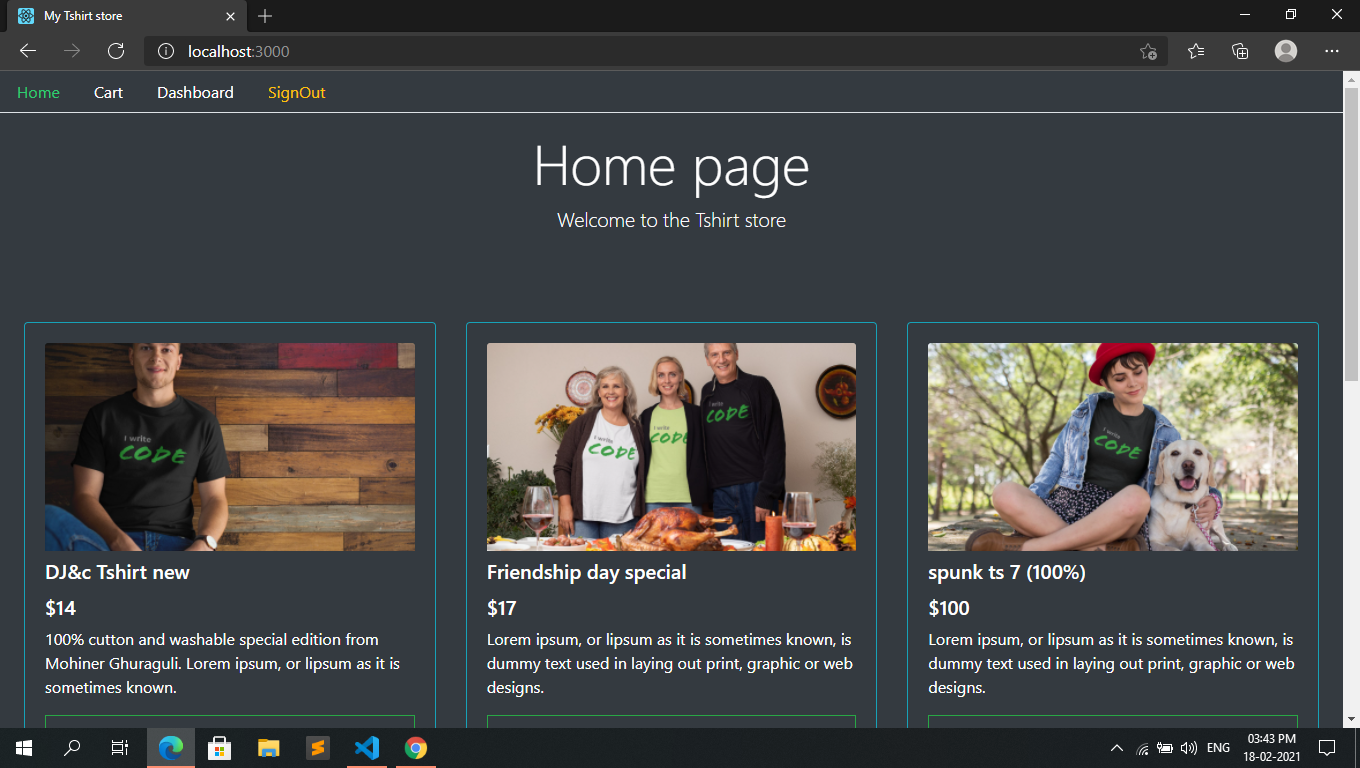 My Tshirt store
localhost:3000
Home Cart Dashboard SignOut
Home page
Welcome to the Tshirt store
I write
CODE
I write
CODE
I write
CODE
I write
CODE
I write
CODE
DJ&c Tshirt new
$14
100% cutton and washable special edition from
Mohiner Ghuraguli. Lorem ipsum, or lipsum as it is
sometimes known.
Friendship day special
$17
Lorem ipsum, or lipsum as it is sometimes known, is
dummy text used in laying out print, graphic or web
designs.
spunk ts 7 (100%)
$100
Lorem ipsum, or lipsum as it is sometimes known, is
dummy text used in laying out print, graphic or web
designs.
ENG
03:43 PM
18-02-2021